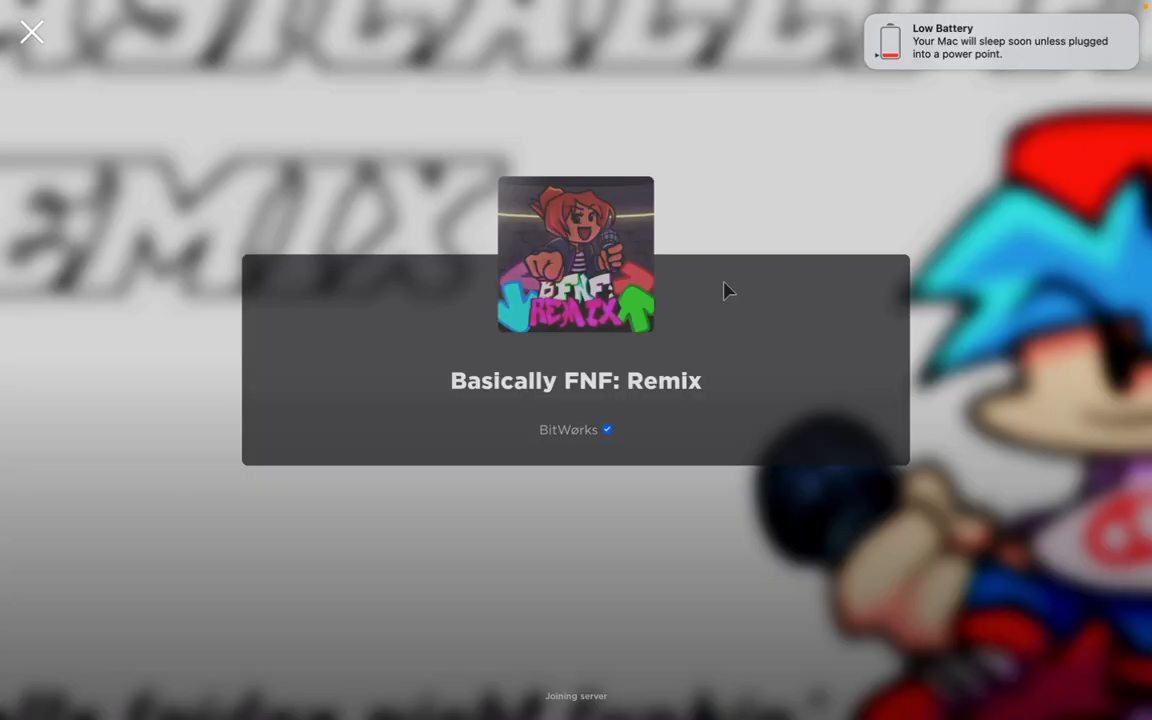 Low Battery
Your Mac will sleep soon unless plugged
into a power point.
EMIX
BFNF:
REMIX
Basically FNF: Remix
BitWørks
Joining server